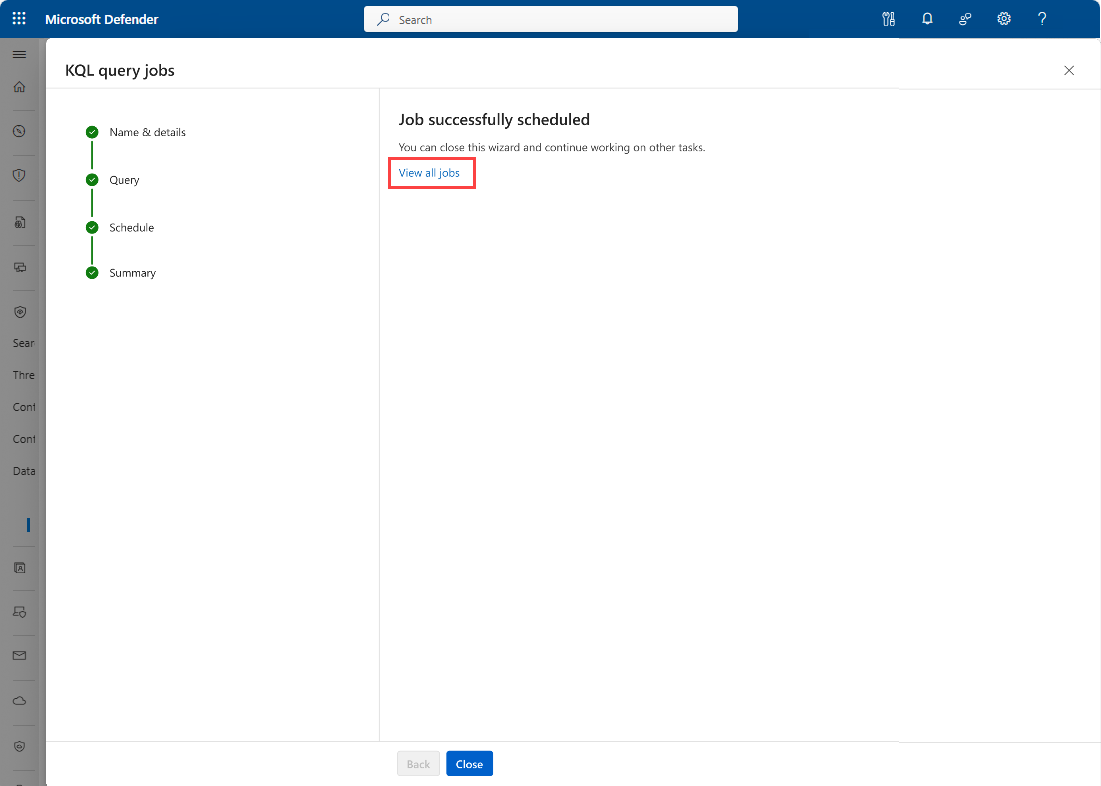 Microsoft Defender
Search
KQL query jobs
Name & details
Query
Schedule
Summary
Job successfully scheduled
You can close this wizard and continue working on other tasks.
View all jobs
Sear
Thre
Cont
Cont
Data
Back
Close